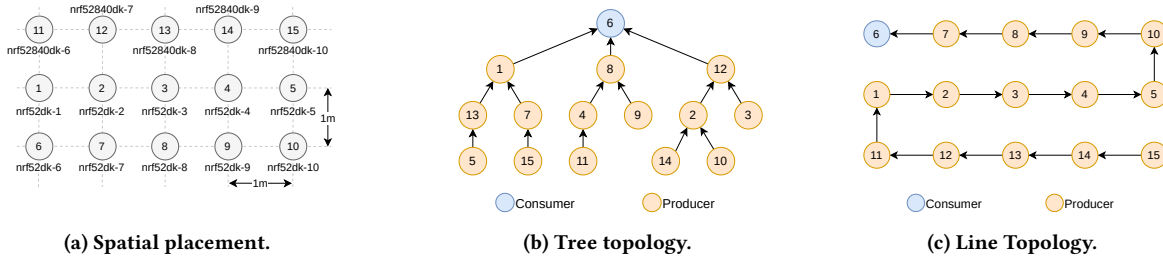 nrf52840dk-7 nrf52840dk-9
11 12 13 14 15
nrf52840dk-6 nrf52840dk-8 nrf52840dk-10
1 2 3 4 5
nrf52dk-1 nrf52dk-2 nrf52dk-3 nrf52dk-4 nrf52dk-5
1m
6 7 8 9 10
nrf52dk-6 nrf52dk-7 nrf52dk-8 nrf52dk-9 nrf52dk-10
1m
(a) Spatial placement.
6
1 8 12
13 7 4 9 2 3
5 15 11 14 10
Consumer Producer
(b) Tree topology.
6 7 8 9 10
1 2 3 4 5
11 12 13 14 15
Consumer Producer
(c) Line Topology.